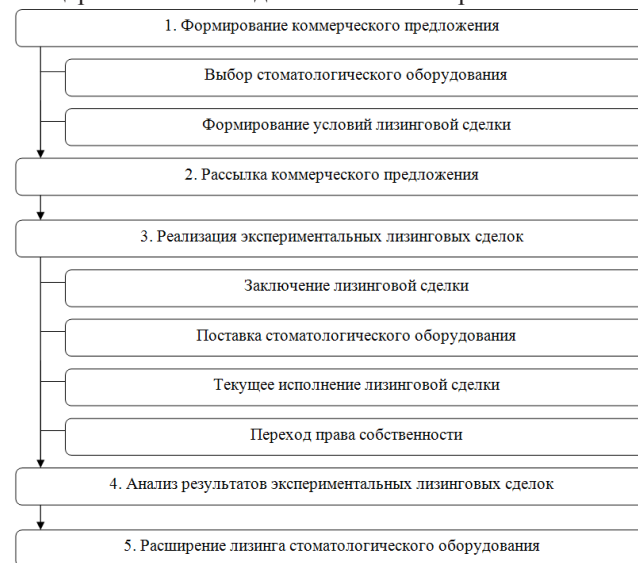 1. Формирование коммерческого предложения
Выбор стоматологического оборудования
Формирование условий лизинговой сделки
2. Рассылка коммерческого предложения
3. Реализация экспериментальных лизинговых сделок
Заключение лизинговой сделки
Поставка стоматологического оборудования
Текущее исполнение лизинговой сделки
Переход права собственности
4. Анализ результатов экспериментальных лизинговых сделок
5. Расширение лизинга стоматологического оборудования